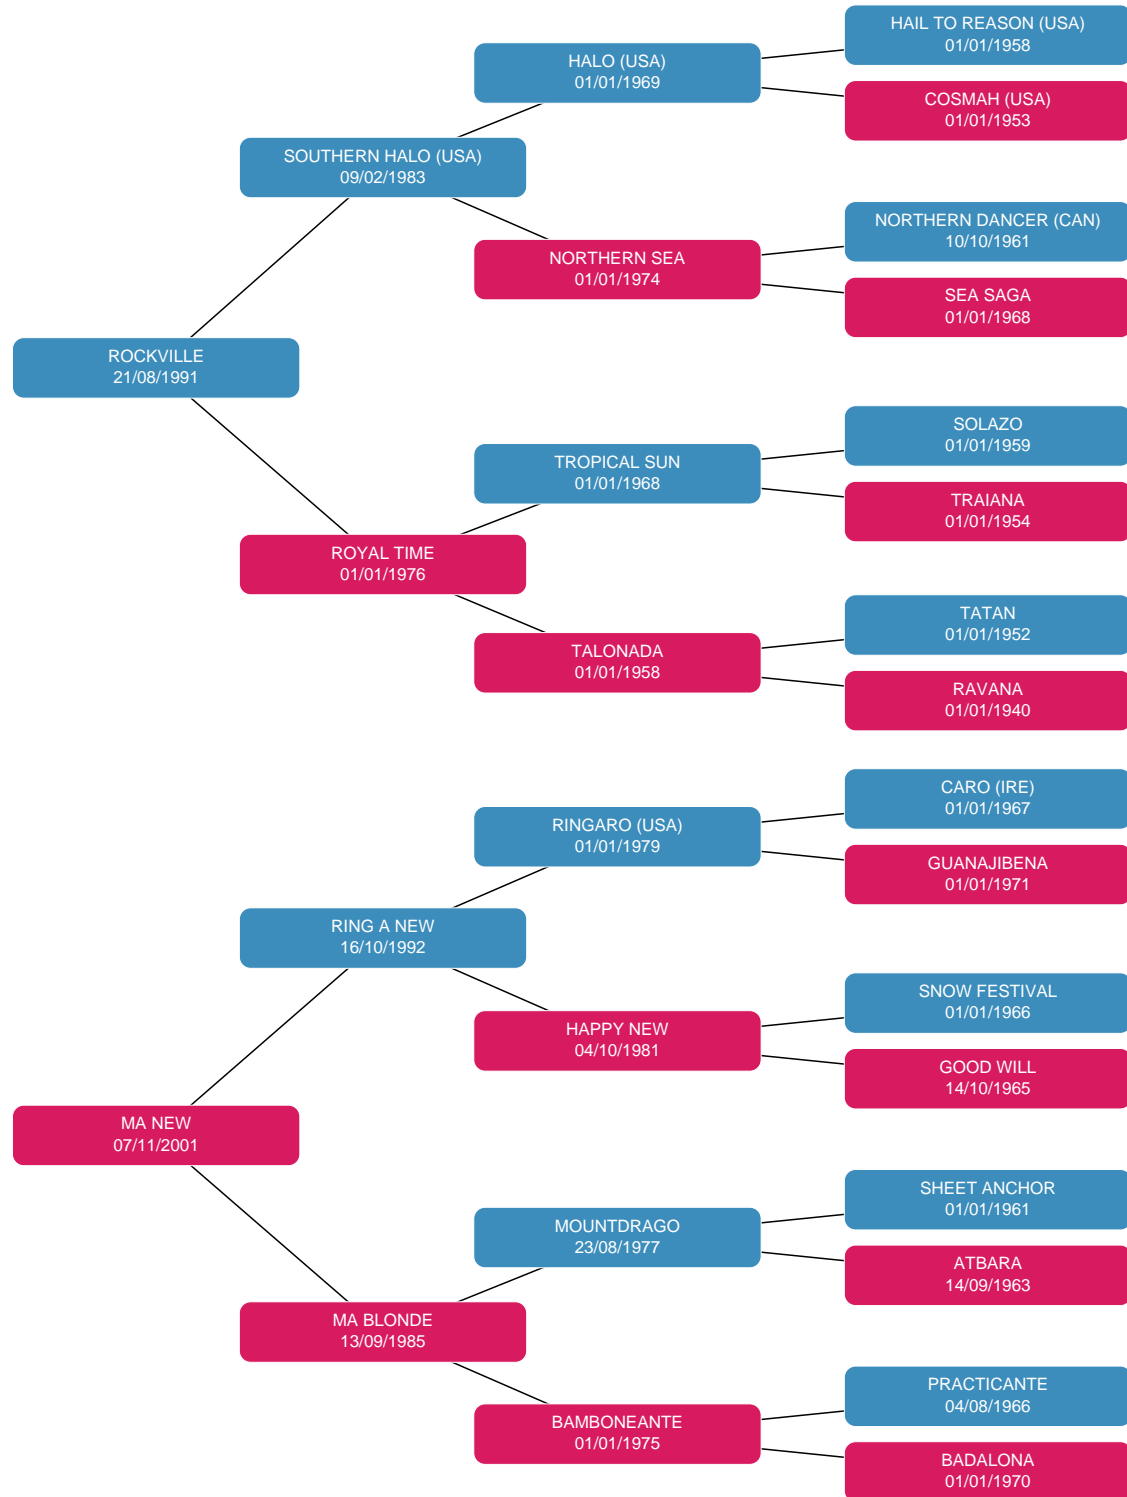 HAIL TO REASON (USA)
01/01/1958
HALO (USA)
01/01/1969
COSMAH (USA)
01/01/1953
SOUTHERN HALO (USA)
09/02/1983
NORTHERN DANCER (CAN)
10/10/1961
NORTHERN SEA
01/01/1974
SEA SAGA
01/01/1968
ROCKVILLE
21/08/1991
SOLAZO
01/01/1959
TROPICAL SUN
01/01/1968
TRAIANA
01/01/1954
ROYAL TIME
01/01/1976
TATAN
01/01/1952
TALONADA
01/01/1958
RAVANA
01/01/1940
CARO (IRE)
01/01/1967
RINGARO (USA)
01/01/1979
GUANAJIBENA
01/01/1971
RING A NEW
16/10/1992
SNOW FESTIVAL
01/01/1966
HAPPY NEW
04/10/1981
GOOD WILL
14/10/1965
MA NEW
07/11/2001
SHEET ANCHOR
01/01/1961
MOUNTDRAGO
23/08/1977
ATBARA
14/09/1963
MA BLONDE
13/09/1985
PRACTICANTE
04/08/1966
BAMBONEANTE
01/01/1975
BADALONA
01/01/1970